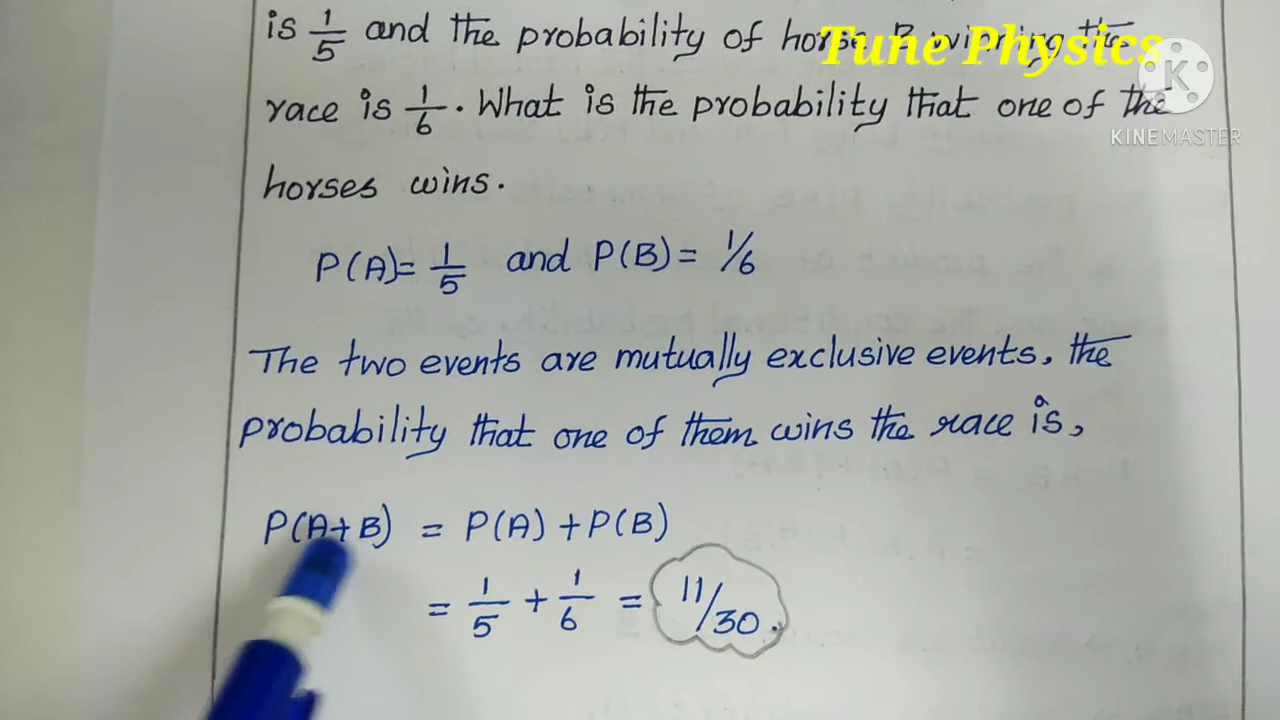 is 1/5 and the probability of horse B winning the
Tune Physics
race is 1/6. What is the probability that one of the
KINEMASTER
horses wins.
P(A)= 1/5 and P(B)= 1/6
The two events are mutually exclusive events, the
probability that one of them wins the race is,
P(A+B) = P(A)+P(B)
= 1/5 + 1/6 = 11/30.